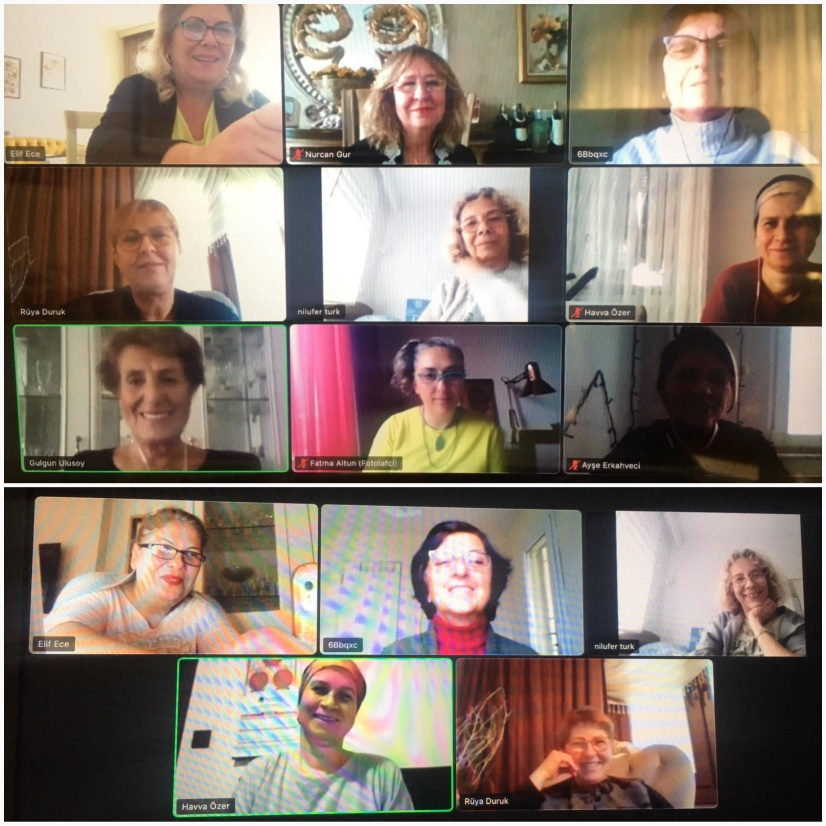 Elif Ece
Nurcan Gur
6Bbqxc
Rüya Duruk
nilufer turk
Havva Özer
Gulgun Ulusoy
Fatma Altun (Fotolafci)
Ayşe Erkahveci
Elif Ece
6Bbqxc
nilufer turk
Havva Özer
Rüya Duruk